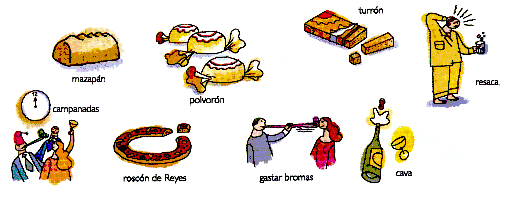 turrón
mazapán
polvorón
resaca
campanadas
roscón de Reyes
gastar bromas
cava